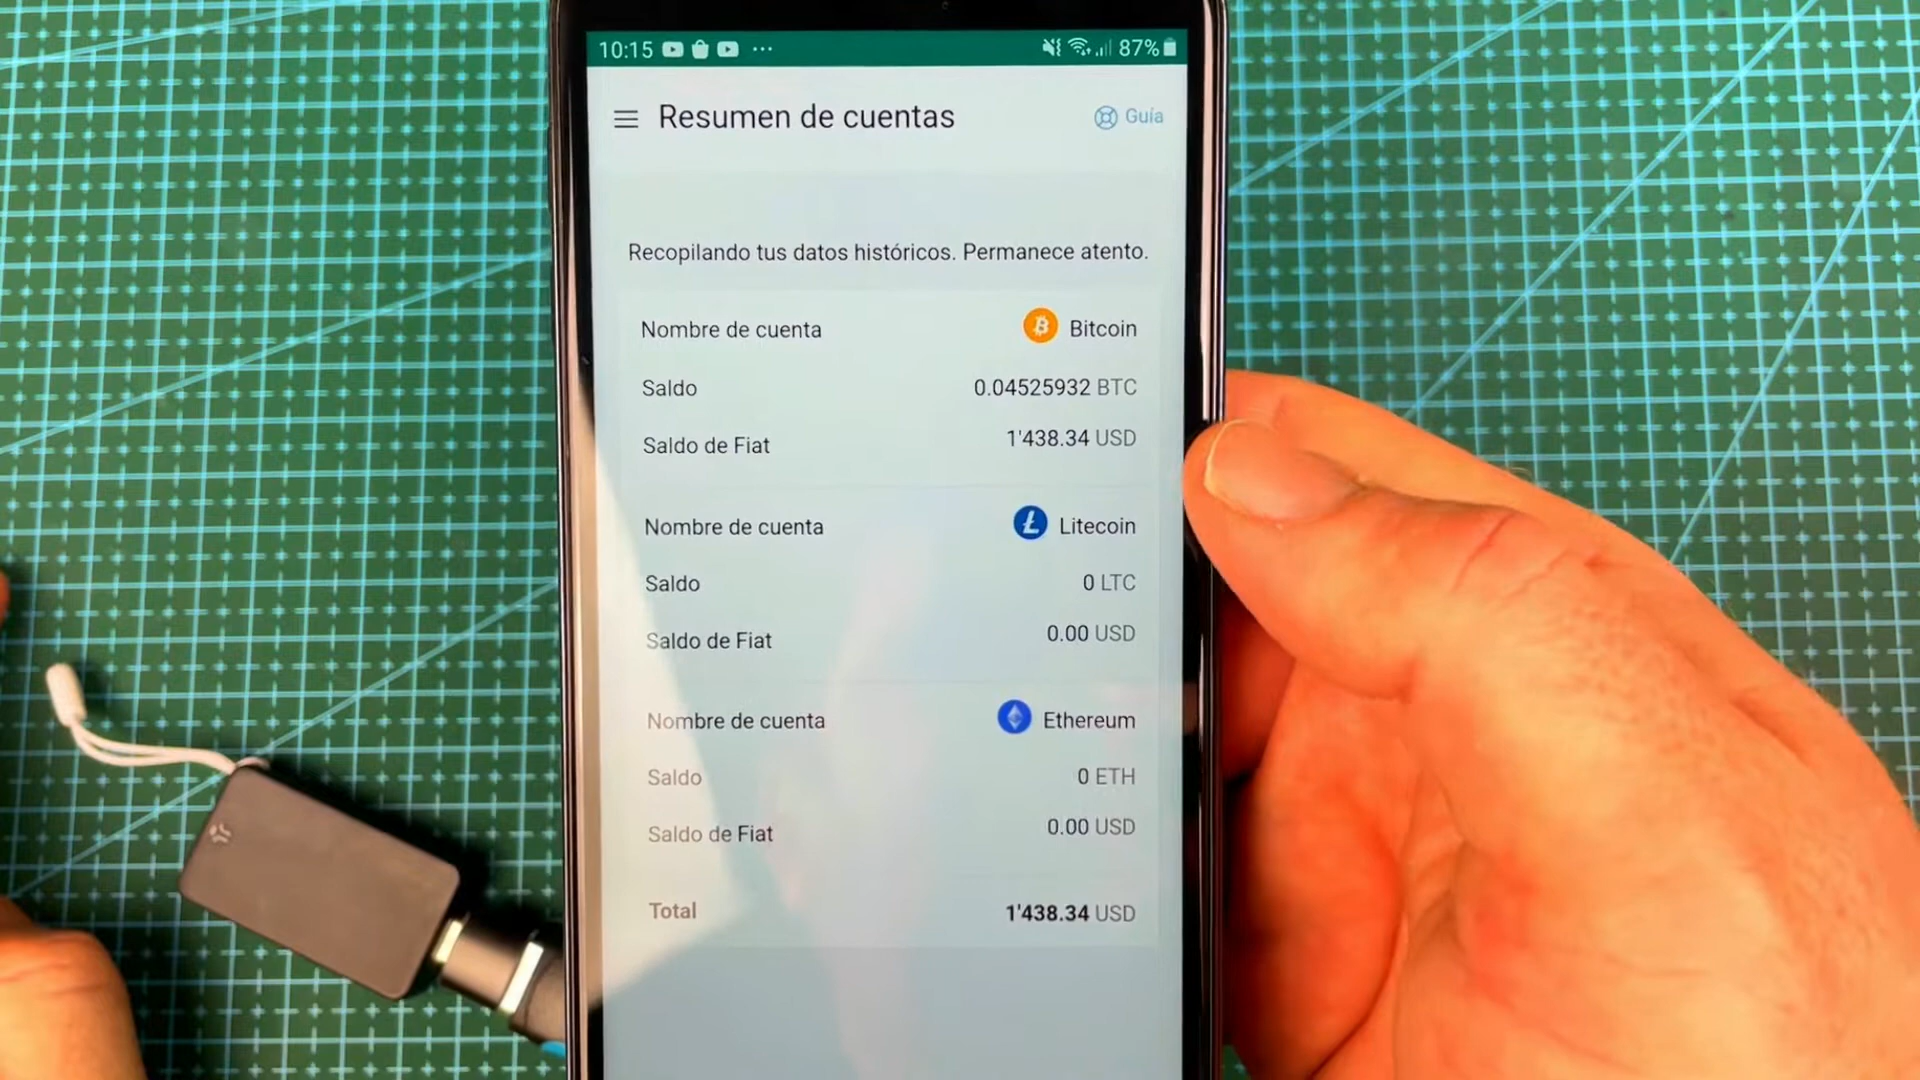 10:15 87%
Resumen de cuentas Guía
Recopilando tus datos históricos. Permanece atento.
Nombre de cuenta Bitcoin
Saldo 0.04525932 BTC
Saldo de Fiat 1'438.34 USD
Nombre de cuenta Litecoin
Saldo 0 LTC
Saldo de Fiat 0.00 USD
Nombre de cuenta Ethereum
Saldo 0 ETH
Saldo de Fiat 0.00 USD
Total 1'438.34 USD